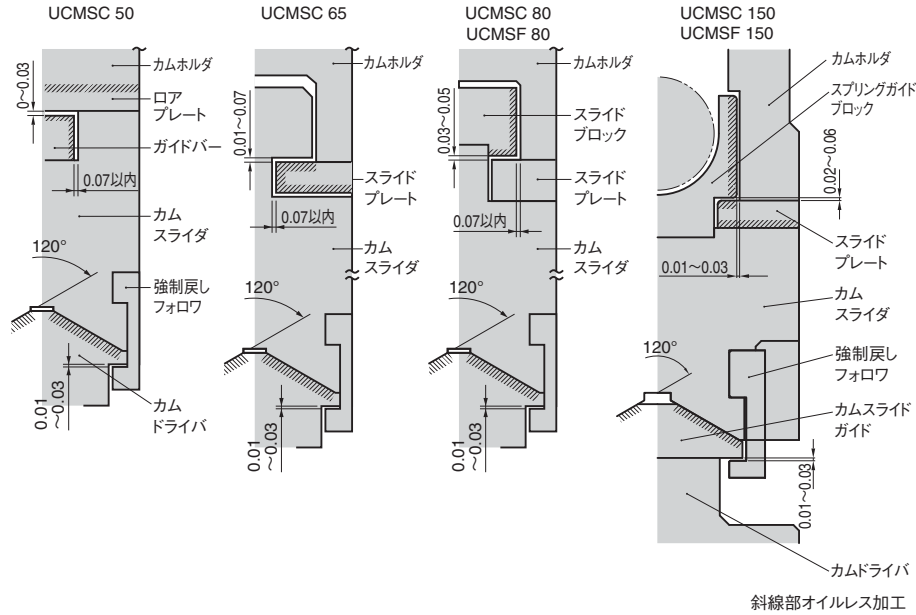 UCMSC 50
カムホルダ
0~0.03
ロア
プレート
ガイドバー
0.07以内
カム
スライダ
120°
強制戻し
フォロワ
0.01
~0.03
カム
ドライバ
UCMSC 65
カムホルダ
0.01~0.07
スライド
プレート
0.07以内
カム
スライダ
120°
0.01
~0.03
UCMSC 80
UCMSF 80
カムホルダ
0.03~0.05
スライド
ブロック
スライド
プレート
0.07以内
カム
スライダ
120°
0.01
~0.03
UCMSC 150
UCMSF 150
カムホルダ
スプリングガイド
ブロック
0.02~0.06
スライド
プレート
0.01~0.03
カム
スライダ
120°
強制戻し
フォロワ
カムスライド
ガイド
0.01~0.03
カムドライバ
斜線部オイルレス加工